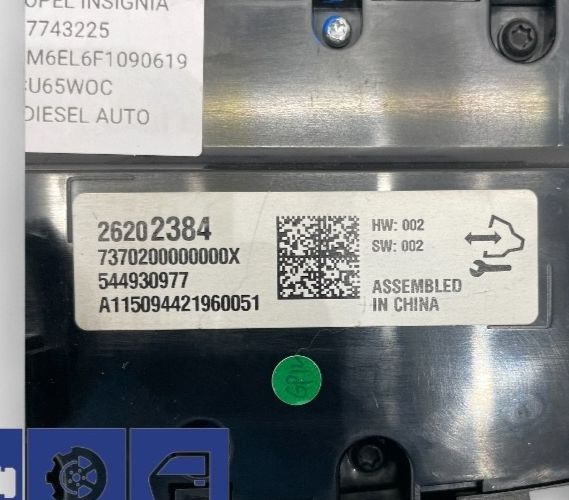 OPEL INSIGNIA
7743225
M6EL6F1090619
U65WOC
DIESEL AUTO
26202384
7370200000000X
544930977
A115094421960051
HW: 002
SW: 002
ASSEMBLED
IN CHINA